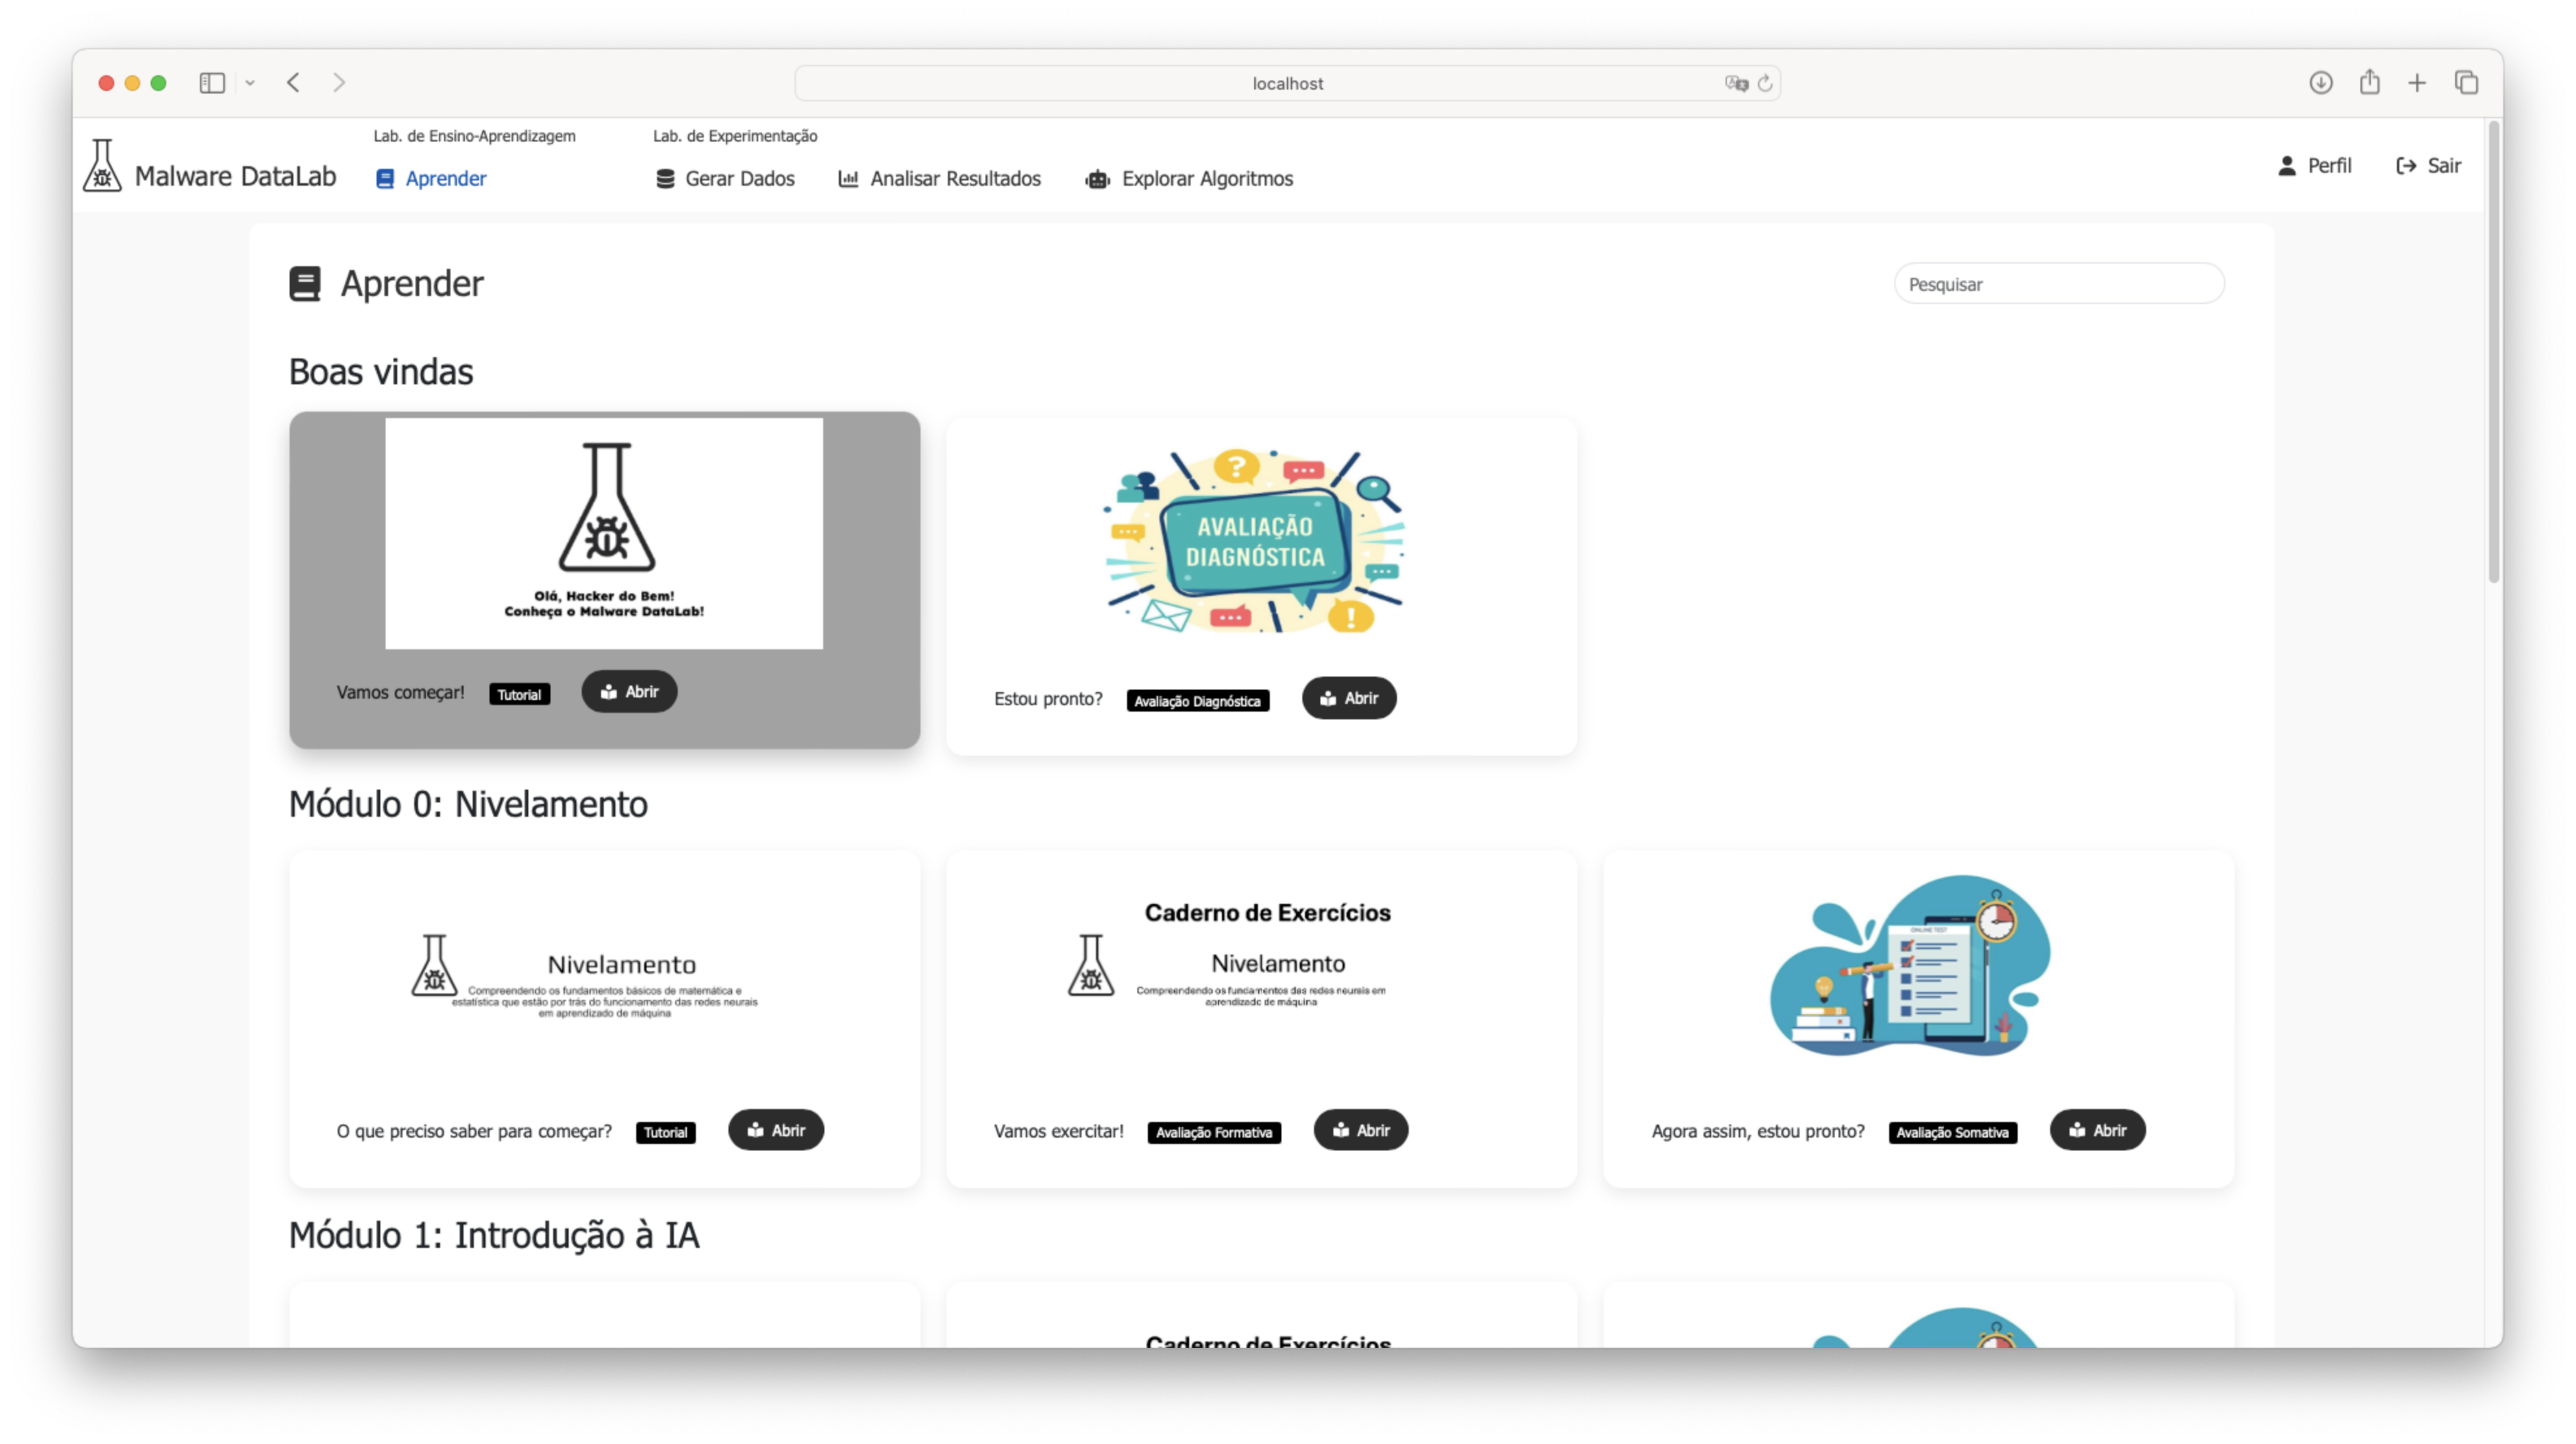 localhost
Lab. de Ensino-Aprendizagem
Lab. de Experimentação
Malware DataLab
Aprender
Gerar Dados
Analisar Resultados
Explorar Algoritmos
Perfil
Sair
Aprender
Pesquisar
Boas vindas
Olá, Hacker do Bem!
Conheça o Malware DataLab!
Vamos começar!
Tutorial
Abrir
AVALIAÇÃO
DIAGNÓSTICA
Estou pronto?
Avaliação Diagnóstica
Abrir
Módulo 0: Nivelamento
Nivelamento
Compreendendo os fundamentos básicos de matemática e
estatística que estão por trás do funcionamento das redes neurais
em aprendizado de máquina
O que preciso saber para começar?
Tutorial
Abrir
Caderno de Exercícios
Nivelamento
Compreendendo os fundamentos das redes neurais em
aprendizado de máquina
Vamos exercitar!
Avaliação Formativa
Abrir
ONLINE TEST
Agora assim, estou pronto?
Avaliação Somativa
Abrir
Módulo 1: Introdução à IA
Caderno de Exercícios